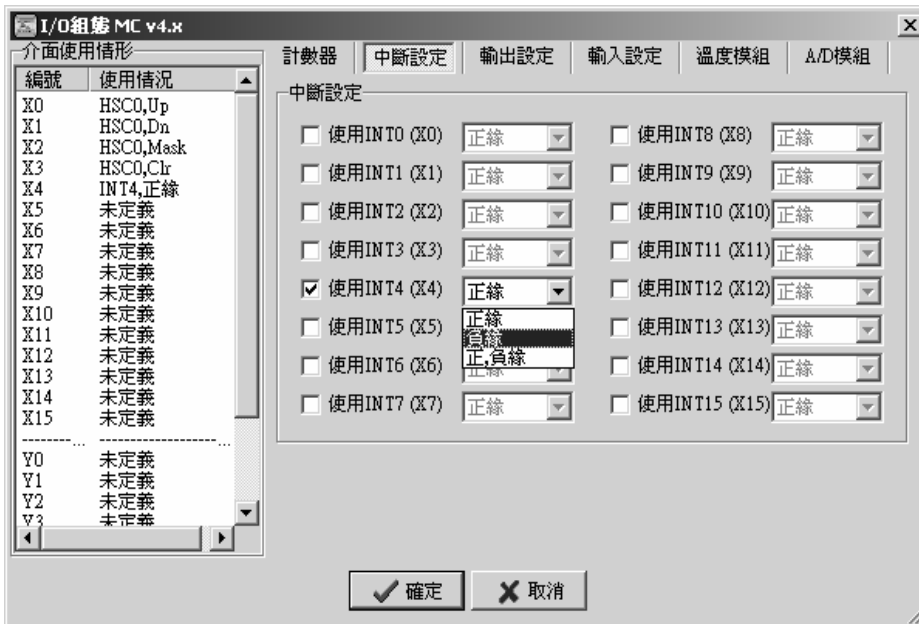 I/O組態 MC v4.x
介面使用情形
編號 使用情況
X0 HSC0,Up
X1 HSC0,Dn
X2 HSC0,Mask
X3 HSC0,Clr
X4 INT4,正緣
X5 未定義
X6 未定義
X7 未定義
X8 未定義
X9 未定義
X10 未定義
X11 未定義
X12 未定義
X13 未定義
X14 未定義
X15 未定義
--------... ------------------...
Y0 未定義
Y1 未定義
Y2 未定義
Y3 未定義
計數器 中斷設定 輸出設定 輸入設定 溫度模組 A/D模組
中斷設定
使用INT0 (X0) 正緣 使用INT8 (X8) 正緣
使用INT1 (X1) 正緣 使用INT9 (X9) 正緣
使用INT2 (X2) 正緣 使用INT10 (X10) 正緣
使用INT3 (X3) 正緣 使用INT11 (X11) 正緣
使用INT4 (X4) 正緣 使用INT12 (X12) 正緣
正緣
負緣
正,負緣
使用INT5 (X5) 使用INT13 (X13) 正緣
使用INT6 (X6) 正緣 使用INT14 (X14) 正緣
使用INT7 (X7) 正緣 使用INT15 (X15) 正緣
確定 取消